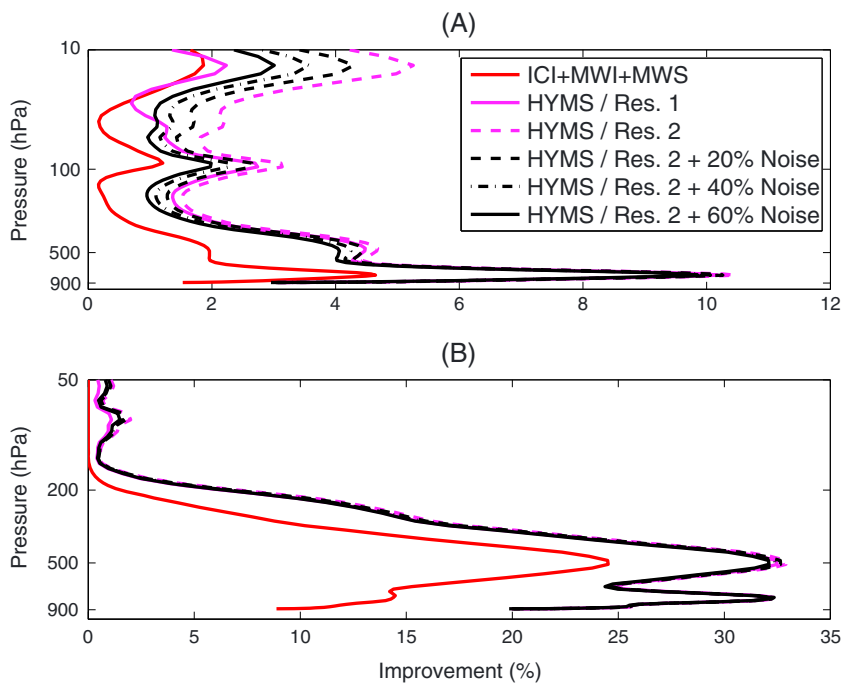 (A)
10
100
500
900
Pressure (hPa)
0 2 4 6 8 10 12
ICI+MWI+MWS
HYMS / Res. 1
HYMS / Res. 2
HYMS / Res. 2 + 20% Noise
HYMS / Res. 2 + 40% Noise
HYMS / Res. 2 + 60% Noise
(B)
50
200
500
900
Pressure (hPa)
0 5 10 15 20 25 30 35
Improvement (%)